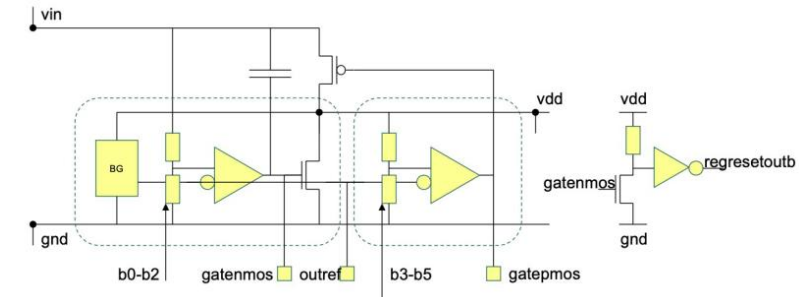 vin
vdd
BG
gnd
b0-b2
gatenmos
outref
b3-b5
gatepmos
vdd
gatenmos
regresetoutb
gnd